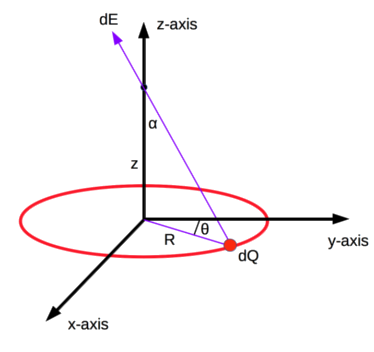 dE
z-axis
α
z
θ
R
y-axis
dQ
x-axis